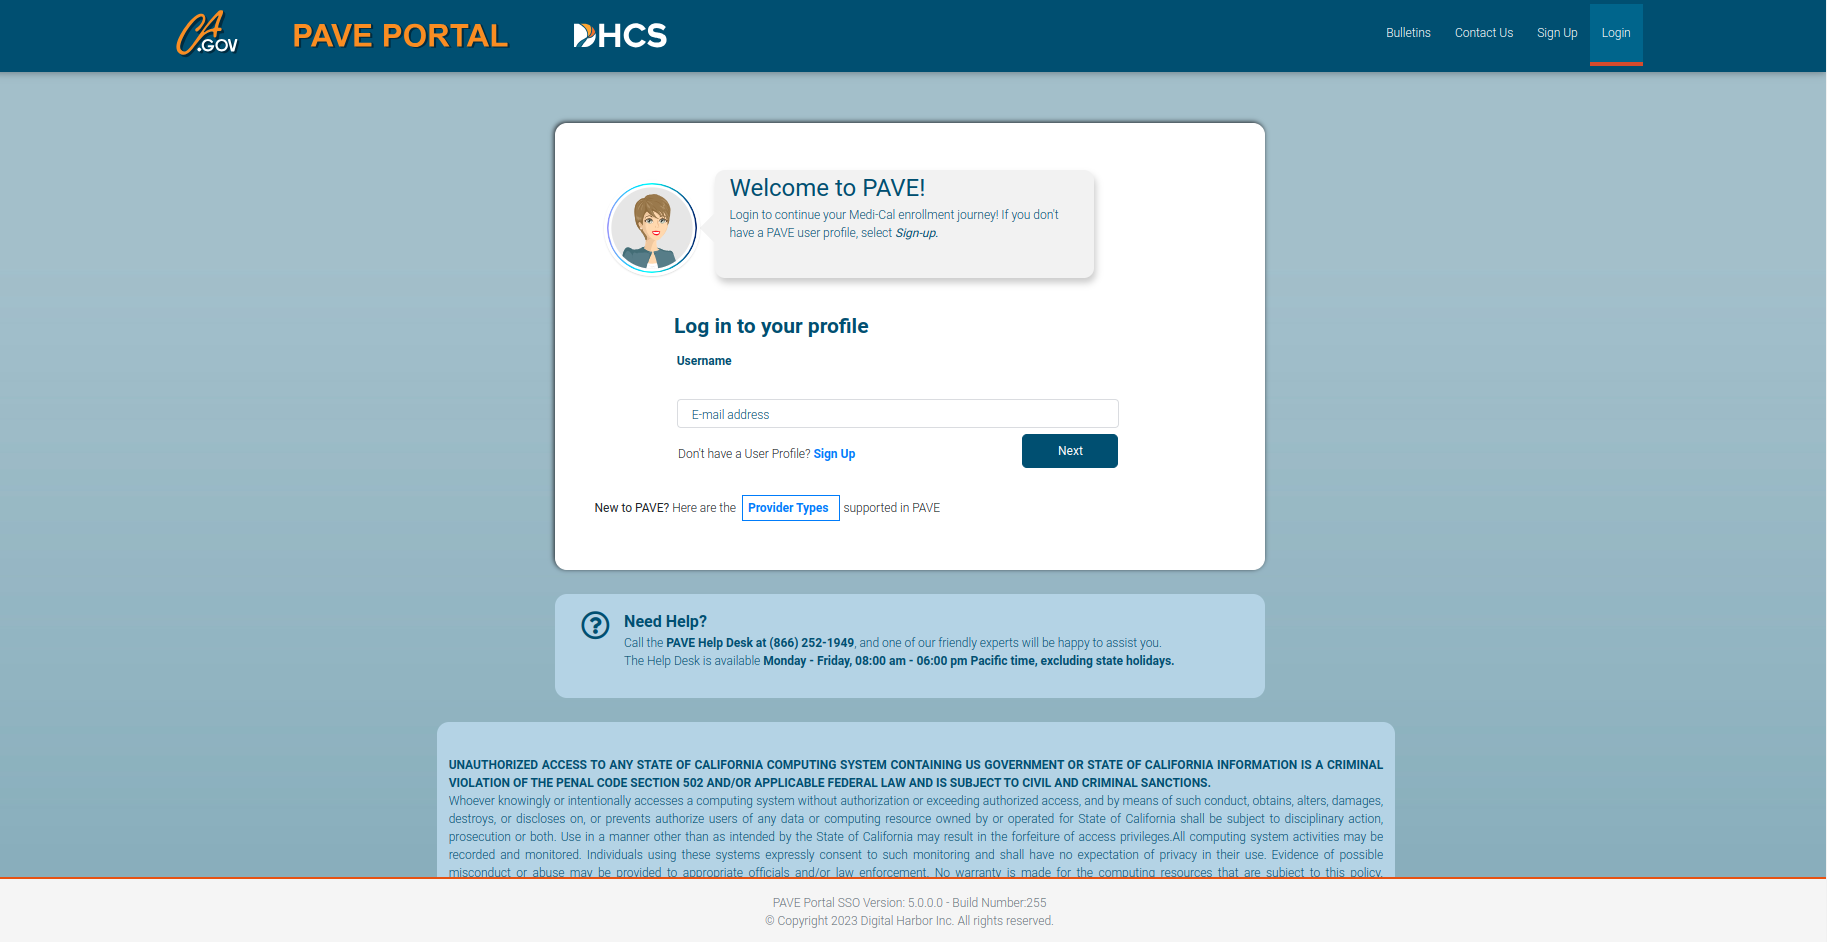 CA
.GOV
PAVE PORTAL
DHCS
Bulletins
Contact Us
Sign Up
Login
Welcome to PAVE!
Login to continue your Medi-Cal enrollment journey! If you don't
have a PAVE user profile, select Sign-up.
Log in to your profile
Username
E-mail address
Don't have a User Profile? Sign Up
Next
New to PAVE? Here are the Provider Types supported in PAVE
Need Help?
Call the PAVE Help Desk at (866) 252-1949, and one of our friendly experts will be happy to assist you.
The Help Desk is available Monday - Friday, 08:00 am - 06:00 pm Pacific time, excluding state holidays.
UNAUTHORIZED ACCESS TO ANY STATE OF CALIFORNIA COMPUTING SYSTEM CONTAINING US GOVERNMENT OR STATE OF CALIFORNIA INFORMATION IS A CRIMINAL
VIOLATION OF THE PENAL CODE SECTION 502 AND/OR APPLICABLE FEDERAL LAW AND IS SUBJECT TO CIVIL AND CRIMINAL SANCTIONS.
Whoever knowingly or intentionally accesses a computing system without authorization or exceeding authorized access, and by means of such conduct, obtains, alters, damages,
destroys, or discloses on, or prevents authorize users of any data or computing resource owned by or operated for State of California shall be subject to disciplinary action,
prosecution or both. Use in a manner other than as intended by the State of California may result in the forfeiture of access privileges.All computing system activities may be
recorded and monitored. Individuals using these systems expressly consent to such monitoring and shall have no expectation of privacy in their use. Evidence of possible
misconduct or abuse may be provided to appropriate officials and/or law enforcement. No warranty is made for the computing resources that are subject to this policy.
PAVE Portal SSO Version: 5.0.0.0 - Build Number:255
© Copyright 2023 Digital Harbor Inc. All rights reserved.